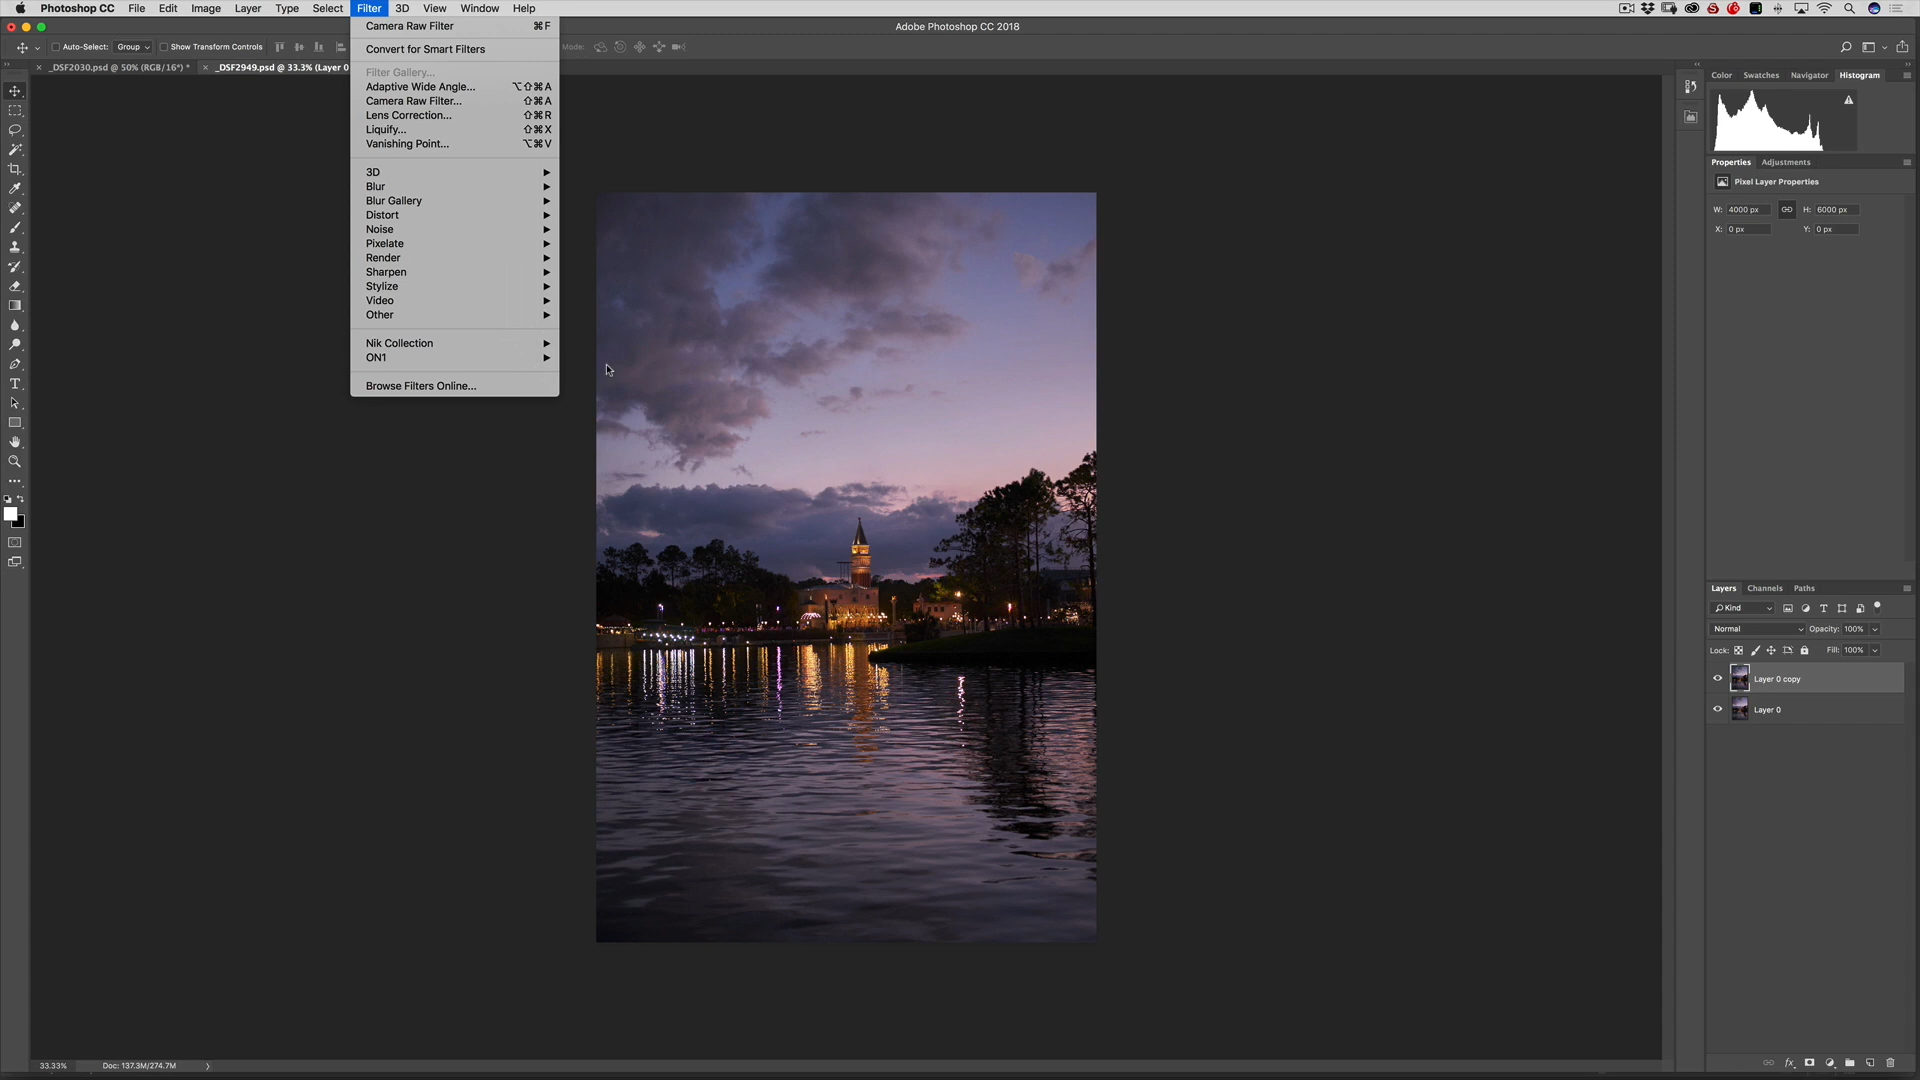 Photoshop CC File Edit Image Layer Type Select Filter 3D View Window Help
Adobe Photoshop CC 2018
Auto-Select: Group Show Transform Controls Mode:
_DSF2030.psd @ 50% (RGB/16*) * _DSF2949.psd @ 33.3% (Layer 0
Camera Raw Filter ⌘F
Convert for Smart Filters
Filter Gallery...
Adaptive Wide Angle... ⌥⇧⌘A
Camera Raw Filter... ⇧⌘A
Lens Correction... ⇧⌘R
Liquify... ⇧⌘X
Vanishing Point... ⌥⌘V
3D
Blur
Blur Gallery
Distort
Noise
Pixelate
Render
Sharpen
Stylize
Video
Other
Nik Collection
ON1
Browse Filters Online...
Color Swatches Navigator Histogram
Properties Adjustments
Pixel Layer Properties
W: 4000 px H: 6000 px
X: 0 px Y: 0 px
Layers Channels Paths
Kind
Normal Opacity: 100%
Lock: Fill: 100%
Layer 0 copy
Layer 0
fx
33.33% Doc: 137.3M/274.7M